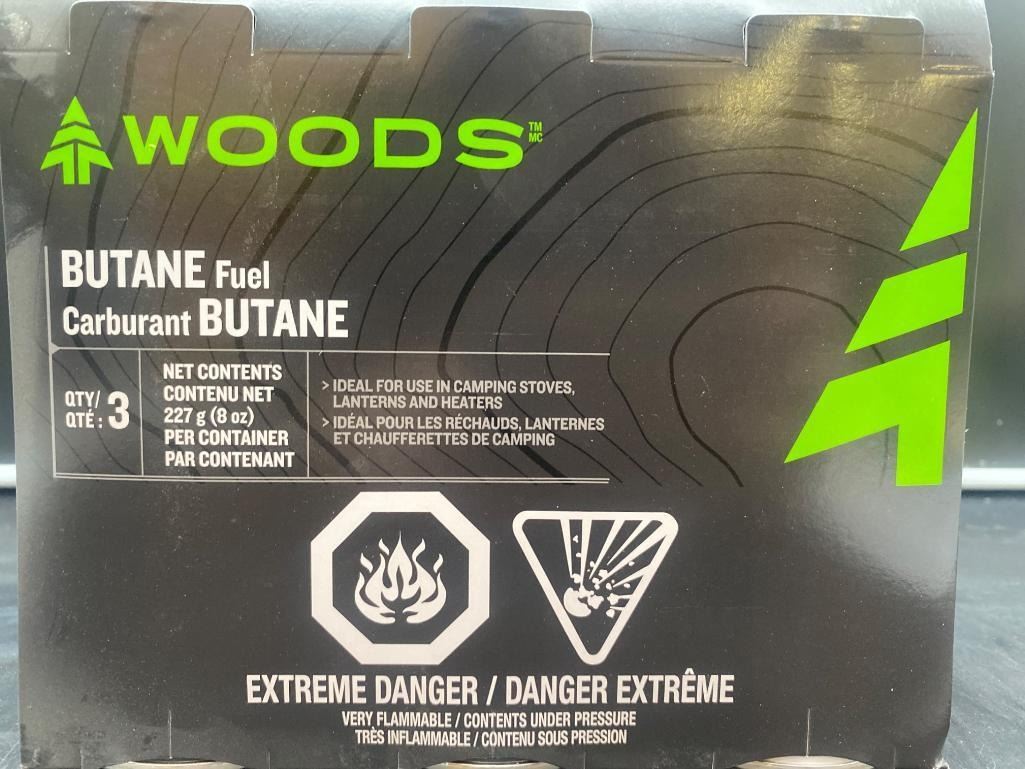 WOODS TM MC
BUTANE Fuel
Carburant BUTANE
QTY/
QTÉ : 3
NET CONTENTS
CONTENU NET
227 g (8 oz)
PER CONTAINER
PAR CONTENANT
> IDEAL FOR USE IN CAMPING STOVES,
LANTERNS AND HEATERS
> IDÉAL POUR LES RÉCHAUDS, LANTERNES
ET CHAUFFERETTES DE CAMPING
EXTREME DANGER / DANGER EXTRÊME
VERY FLAMMABLE / CONTENTS UNDER PRESSURE
TRÈS INFLAMMABLE / CONTENU SOUS PRESSION